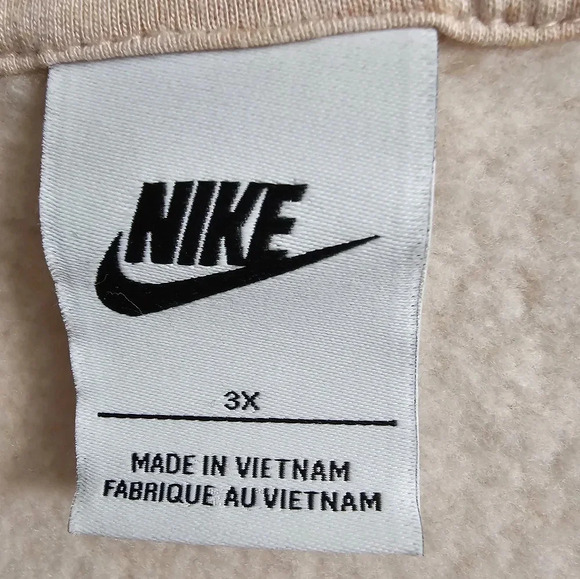 NIKE
3X
MADE IN VIETNAM
FABRIQUE AU VIETNAM